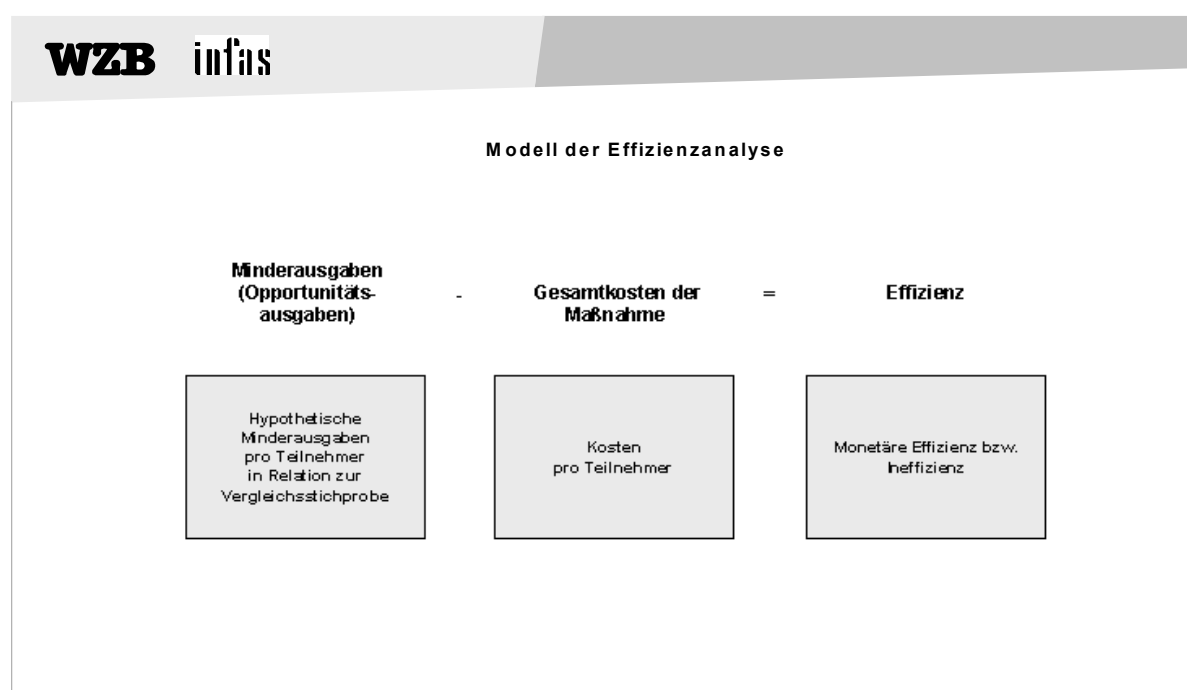 WZB infas
Modell der Effizienzanalyse
Minderausgaben
(Opportunitäts-
ausgaben)
-
Gesamtkosten der
Maßnahme
=
Effizienz
Hypothetische
Minderausgaben
pro Teilnehmer
in Relation zur
Vergleichsstichprobe
Kosten
pro Teilnehmer
Monetäre Effizienz bzw.
Ineffizienz